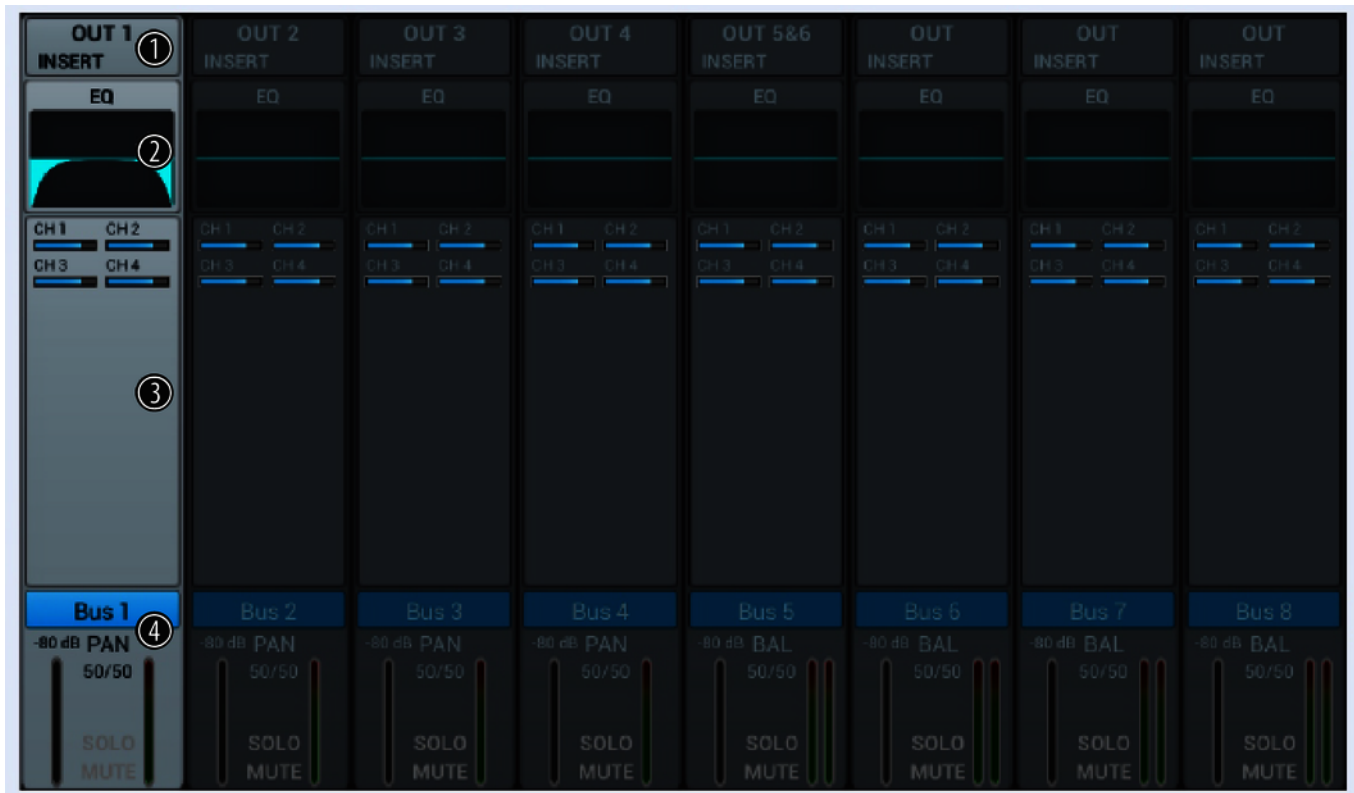 OUT 1 ① OUT 2 OUT 3 OUT 4 OUT 5&6 OUT OUT OUT
INSERT INSERT INSERT INSERT INSERT INSERT INSERT INSERT
EQ EQ EQ EQ EQ EQ EQ EQ
②
CH 1 CH 2 CH 1 CH 2 CH 1 CH 2 CH 1 CH 2 CH 1 CH 2 CH 1 CH 2 CH 1 CH 2 CH 1 CH 2
CH 3 CH 4 CH 3 CH 4 CH 3 CH 4 CH 3 CH 4 CH 3 CH 4 CH 3 CH 4 CH 3 CH 4 CH 3 CH 4
③
Bus 1 Bus 2 Bus 3 Bus 4 Bus 5 Bus 6 Bus 7 Bus 8
④
-80 dB PAN -80 dB PAN -80 dB PAN -80 dB PAN -80 dB BAL -80 dB BAL -80 dB BAL -80 dB BAL
50/50 50/50 50/50 50/50 50/50 50/50 50/50 50/50
SOLO SOLO SOLO SOLO SOLO SOLO SOLO SOLO
MUTE MUTE MUTE MUTE MUTE MUTE MUTE MUTE